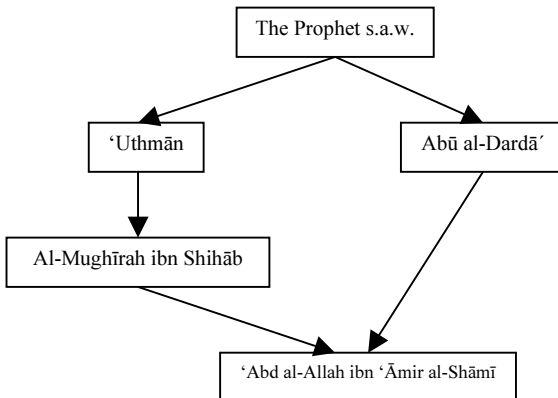 The Prophet s.a.w.
‘Uthmān
Abū al-Dardā´
Al-Mughīrah ibn Shihāb
‘Abd al-Allah ibn ‘Āmir al-Shāmī